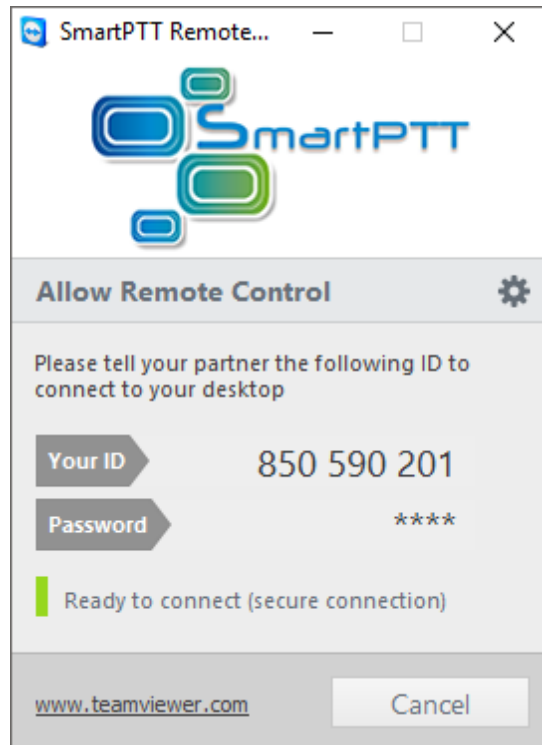 SmartPTT Remote...
SmartPTT
Allow Remote Control
Please tell your partner the following ID to
connect to your desktop
Your ID 850 590 201
Password ****
Ready to connect (secure connection)
www.teamviewer.com Cancel